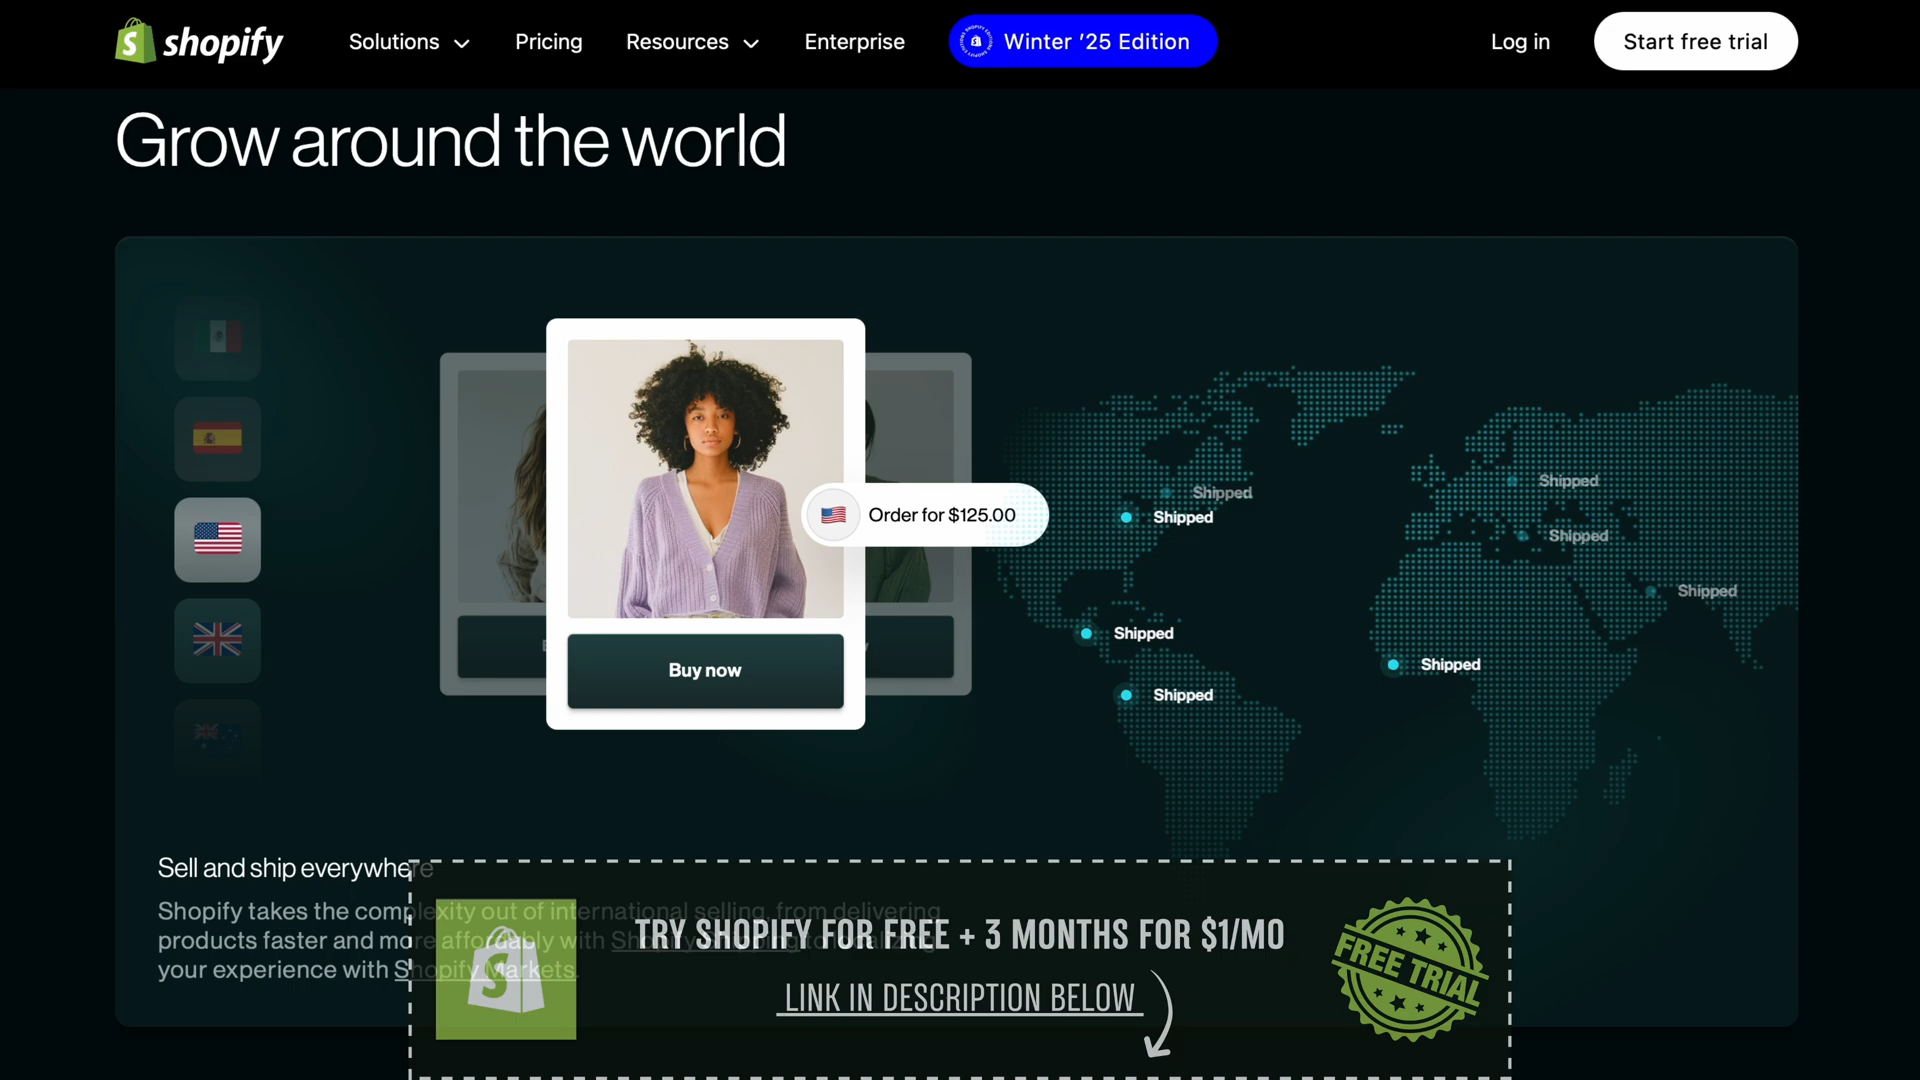 shopify
Solutions
Pricing
Resources
Enterprise
Winter '25 Edition
Log in
Start free trial
Grow around the world
Order for $125.00
Buy now
Shipped
Shipped
Shipped
Shipped
Shipped
Shipped
Shipped
Shipped
Sell and ship everywhere
Shopify takes the complexity out of international selling, from delivering
products faster and more affordably with Shopify Shipping to localizing
your experience with Shopify Markets.
TRY SHOPIFY FOR FREE + 3 MONTHS FOR $1/MO
LINK IN DESCRIPTION BELOW
FREE TRIAL